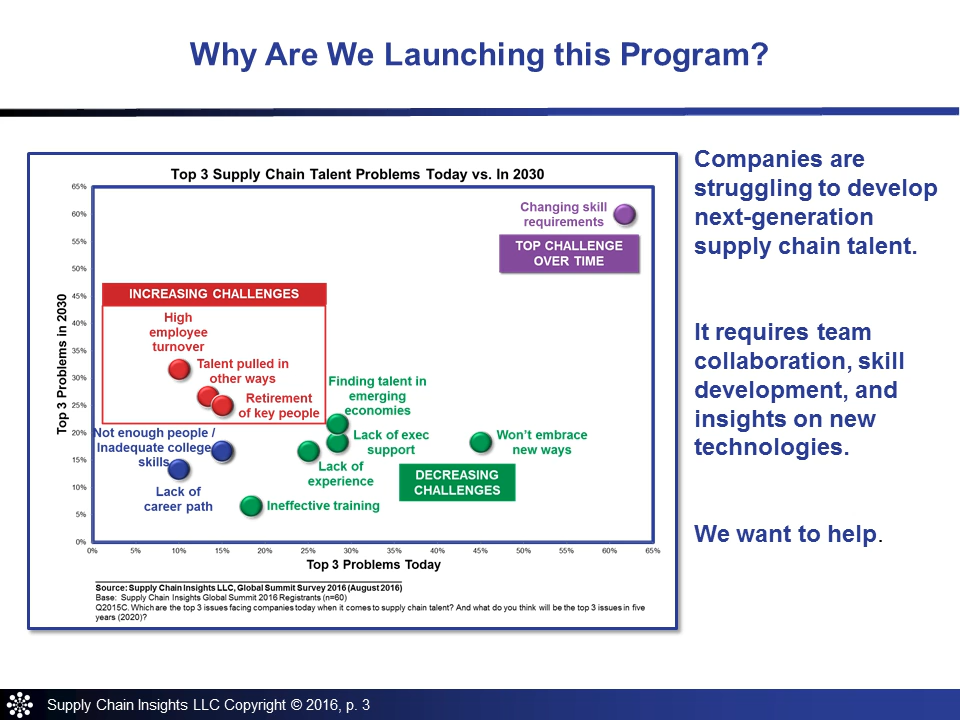 Why Are We Launching this Program?
Top 3 Supply Chain Talent Problems Today vs. In 2030
Top 3 Problems in 2030
65%
60%
55%
50%
45%
40%
35%
30%
25%
20%
15%
10%
5%
0%
Changing skill
requirements
TOP CHALLENGE
OVER TIME
INCREASING CHALLENGES
High
employee
turnover
Talent pulled in
other ways
Retirement
of key people
Finding talent in
emerging
economies
Not enough people /
Inadequate college
skills
Lack of exec
support
Won't embrace
new ways
Lack of
experience
DECREASING
CHALLENGES
Lack of
career path
Ineffective training
0% 5% 10% 15% 20% 25% 30% 35% 40% 45% 50% 55% 60% 65%
Top 3 Problems Today
Source: Supply Chain Insights LLC, Global Summit Survey 2016 (August 2016)
Base: Supply Chain Insights Global Summit 2016 Registrants (n=60)
Q2015C. Which are the top 3 issues facing companies today when it comes to supply chain talent? And what do you think will be the top 3 issues in five
years (2020)?
Companies are
struggling to develop
next-generation
supply chain talent.
It requires team
collaboration, skill
development, and
insights on new
technologies.
We want to help.
Supply Chain Insights LLC Copyright © 2016, p. 3